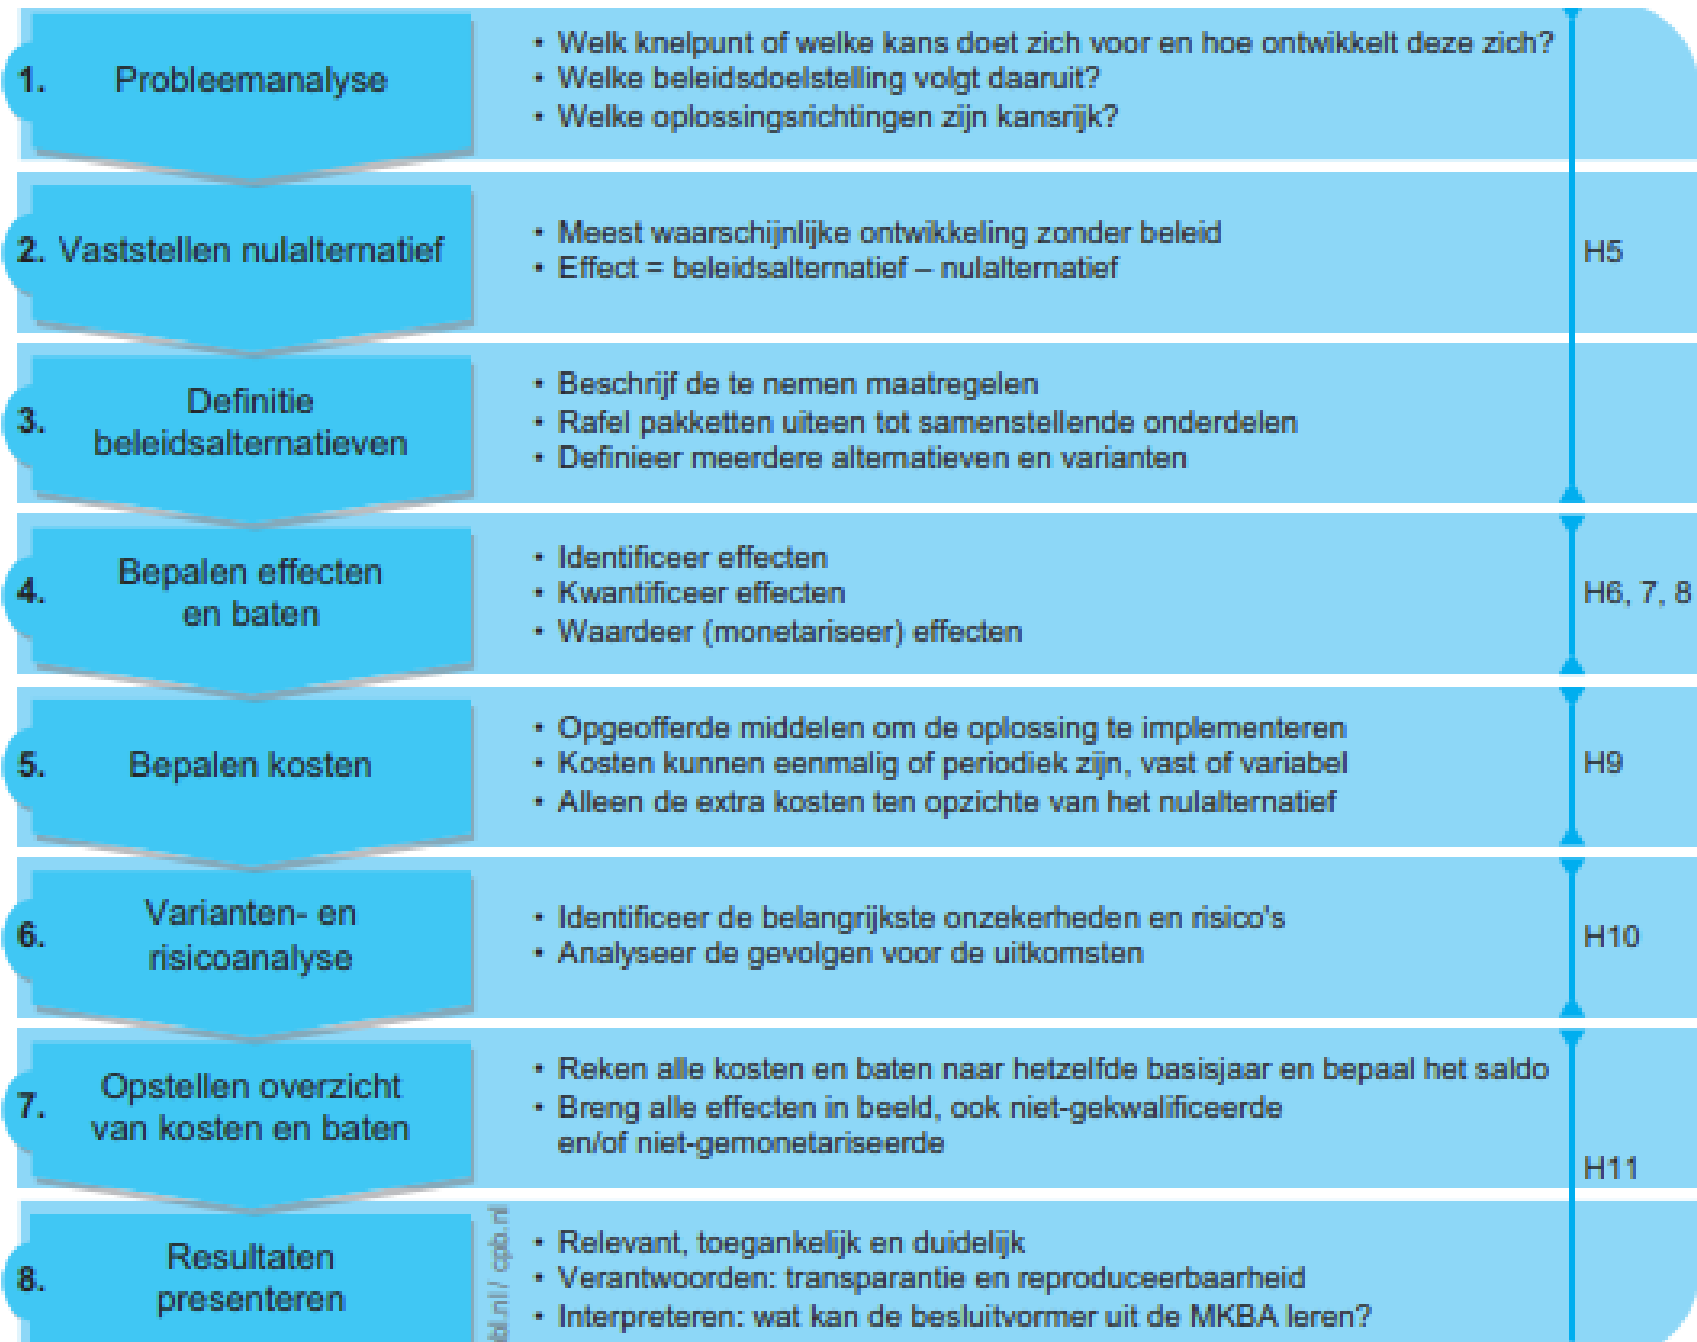 1. Probleemanalyse
• Welk knelpunt of welke kans doet zich voor en hoe ontwikkelt deze zich?
• Welke beleidsdoelstelling volgt daaruit?
• Welke oplossingsrichtingen zijn kansrijk?
2. Vaststellen nulalternatief
• Meest waarschijnlijke ontwikkeling zonder beleid
• Effect = beleidsalternatief – nulalternatief
H5
3. Definitie
beleidsalternatieven
• Beschrijf de te nemen maatregelen
• Rafel pakketten uiteen tot samenstellende onderdelen
• Definieer meerdere alternatieven en varianten
4. Bepalen effecten
en baten
• Identificeer effecten
• Kwantificeer effecten
• Waardeer (monetariseer) effecten
H6, 7, 8
5. Bepalen kosten
• Opgeofferde middelen om de oplossing te implementeren
• Kosten kunnen eenmalig of periodiek zijn, vast of variabel
• Alleen de extra kosten ten opzichte van het nulalternatief
H9
6. Varianten- en
risicoanalyse
• Identificeer de belangrijkste onzekerheden en risico's
• Analyseer de gevolgen voor de uitkomsten
H10
7. Opstellen overzicht
van kosten en baten
• Reken alle kosten en baten naar hetzelfde basisjaar en bepaal het saldo
• Breng alle effecten in beeld, ook niet-gekwalificeerde
en/of niet-gemonetariseerde
H11
8. Resultaten
presenteren
• Relevant, toegankelijk en duidelijk
• Verantwoorden: transparantie en reproduceerbaarheid
• Interpreteren: wat kan de besluitvormer uit de MKBA leren?
bl.nl / cpb.nl